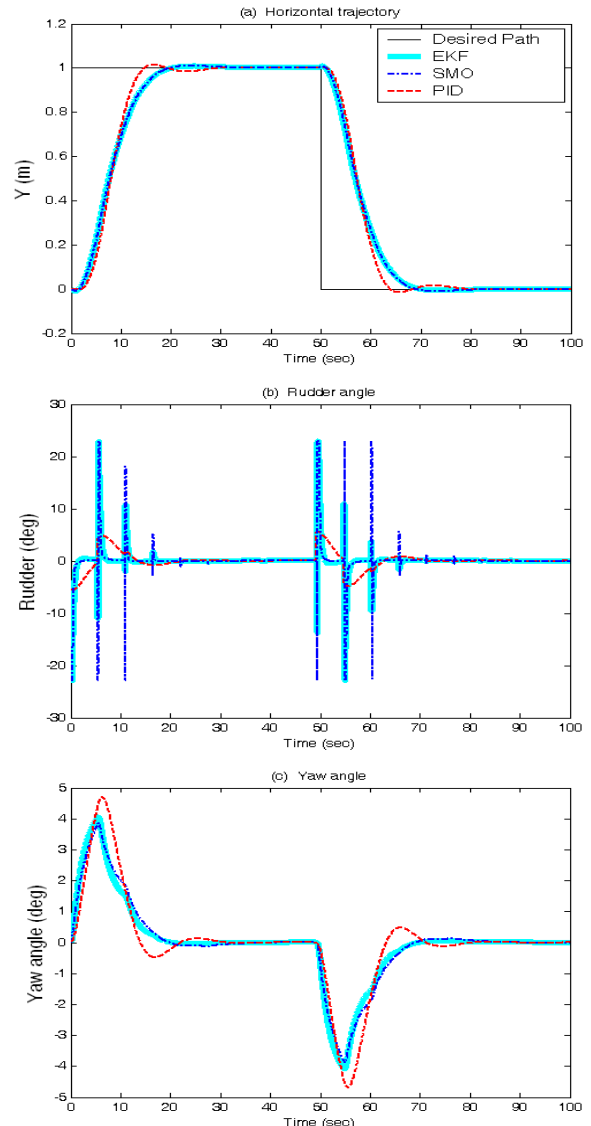 (a) Horizontal trajectory
1.2
1
0.8
0.6
0.4
0.2
0
0.2
Y (m)
Desired Path
EKF
SMO
PID
0 10 20 30 40 50 60 70 80 90 100
Time (sec)
(b) Rudder angle
30
20
10
0
-10
-20
-30
Rudder (deg)
0 10 20 30 40 50 60 70 80 90 100
Time (sec)
(c) Yaw angle
5
4
3
2
1
0
-1
-2
-3
-4
-5
Yaw angle (deg)
0 10 20 30 40 50 60 70 80 90 100
Time (sec)